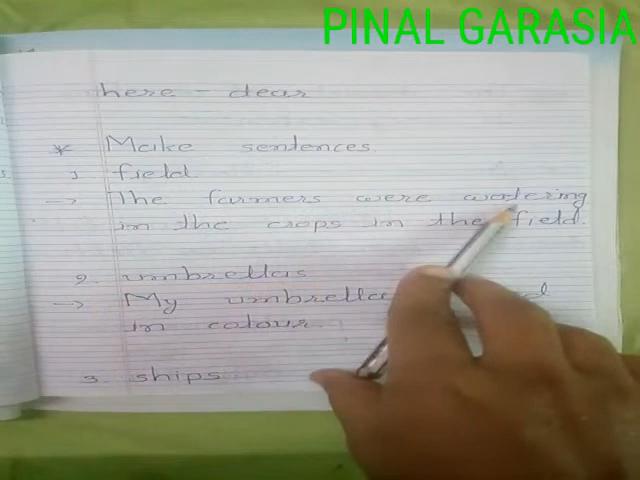 PINAL GARASIA
here - dear
* Make sentences.
1 field
→ The farmers were watering
in the crops in the field.
2. umbrellas
→ My umbrella
in colour.
3. ships